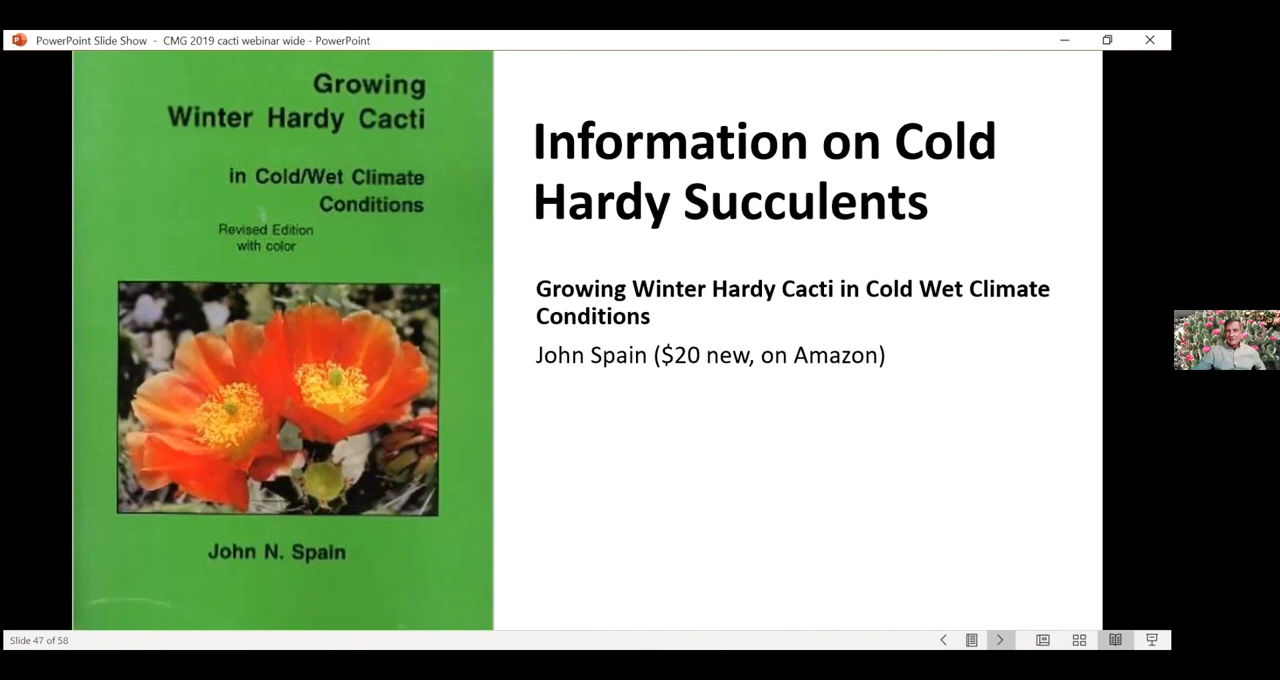 PowerPoint Slide Show - CMG 2019 cacti webinar wide - PowerPoint
Growing
Winter Hardy Cacti
in Cold/Wet Climate
Conditions
Revised Edition
with color
John N. Spain
Information on Cold
Hardy Succulents
Growing Winter Hardy Cacti in Cold Wet Climate
Conditions
John Spain ($20 new, on Amazon)
Slide 47 of 58